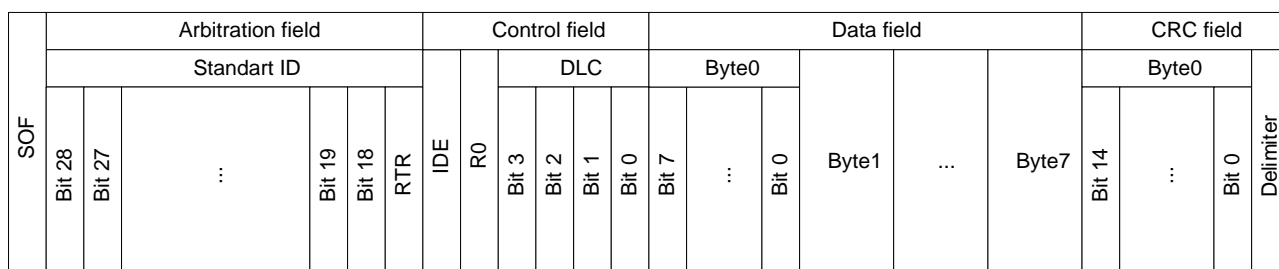 SOF
Arbitration field
Control field
Data field
CRC field
Standart ID
IDE
R0
DLC
Byte0
Byte1
...
Byte7
Byte0
Delimiter
Bit 28
Bit 27
...
Bit 19
Bit 18
RTR
Bit 3
Bit 2
Bit 1
Bit 0
Bit 7
...
Bit 0
Bit 14
...
Bit 0